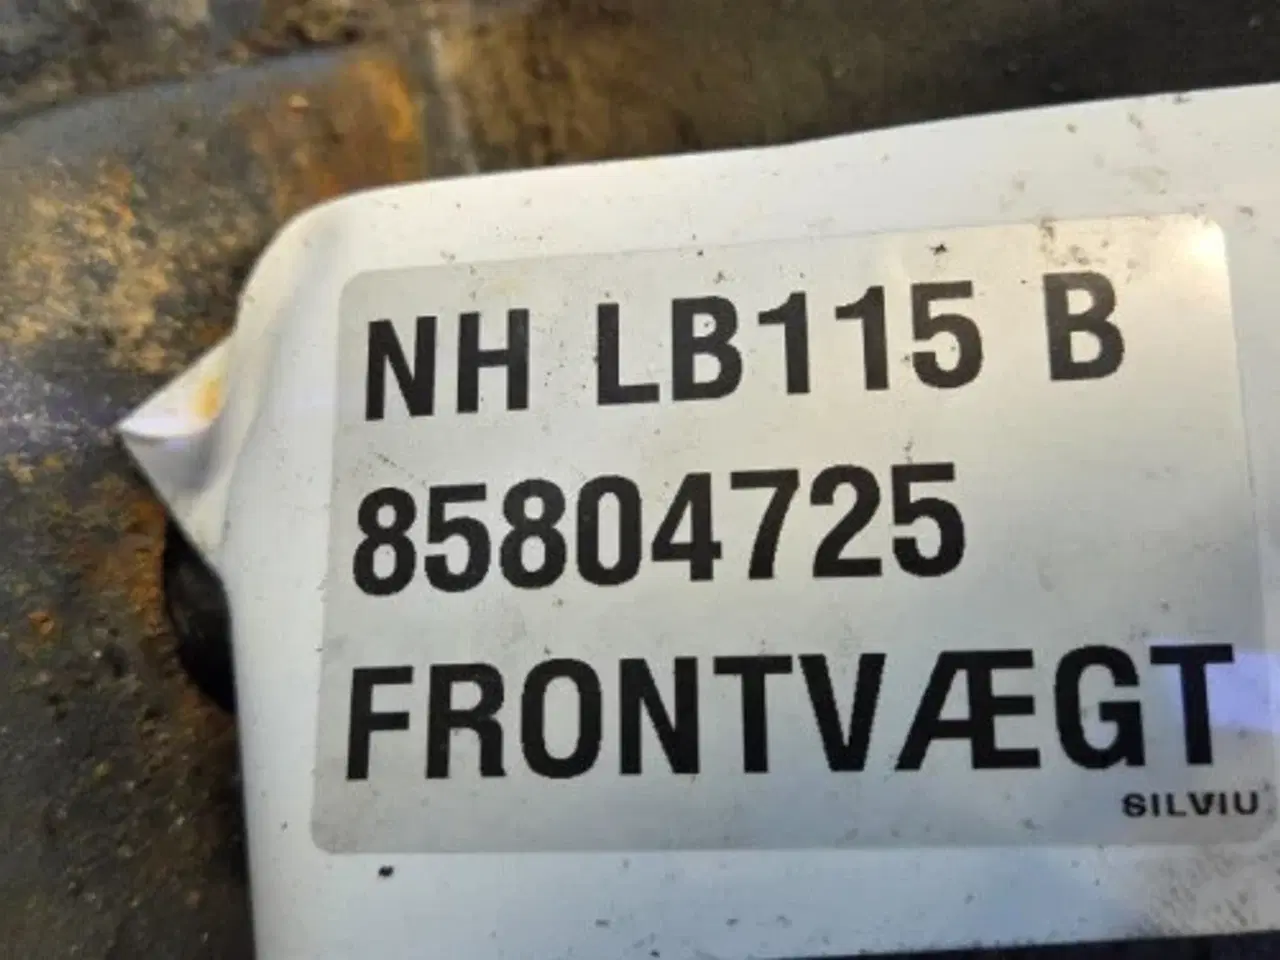 NH LB115 B
85804725
FRONTVÆGT
SILVIU